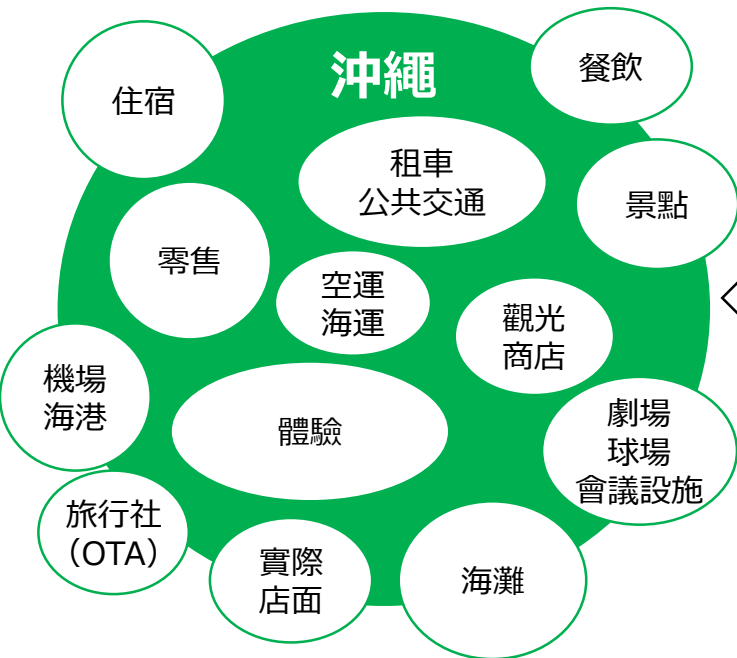 沖繩
餐飲
住宿
租車
公共交通
景點
零售
空運
海運
觀光
商店
機場
海港
體驗
劇場
球場
會議設施
旅行社
（OTA）
實際
店面
海灘